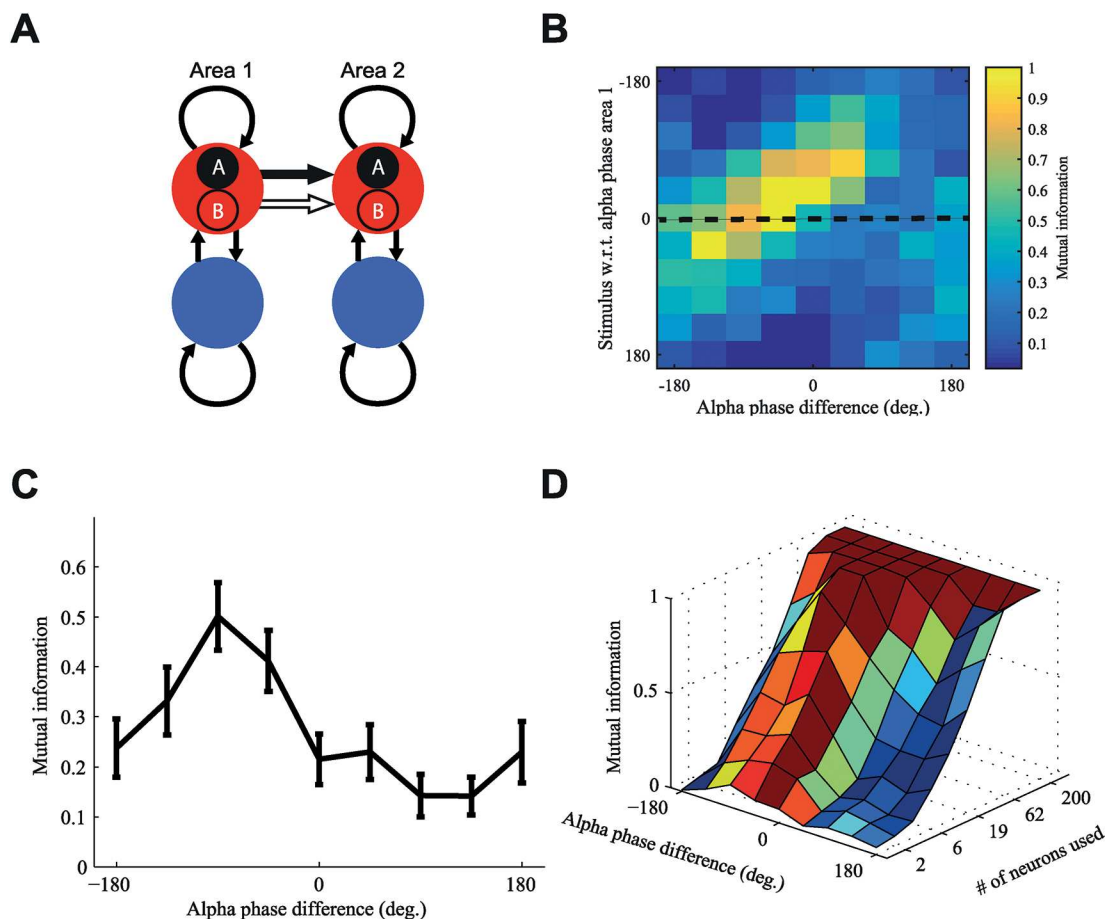 A
Area 1
Area 2
A
A
B
B
B
-180
0
180
Stimulus w.r.t. alpha phase area 1
-180
0
180
Alpha phase difference (deg.)
1
0.9
0.8
0.7
0.6
0.5
0.4
0.3
0.2
0.1
Mutual information
C
0.6
0.5
0.4
0.3
0.2
0.1
0
Mutual information
−180
0
180
Alpha phase difference (deg.)
D
1
0.5
0
Mutual information
−180
0
180
Alpha phase difference (deg.)
2
6
19
62
200
# of neurons used